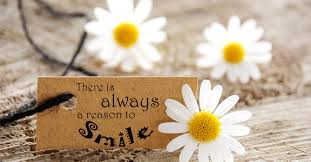 There is
always
a reason to
Smile